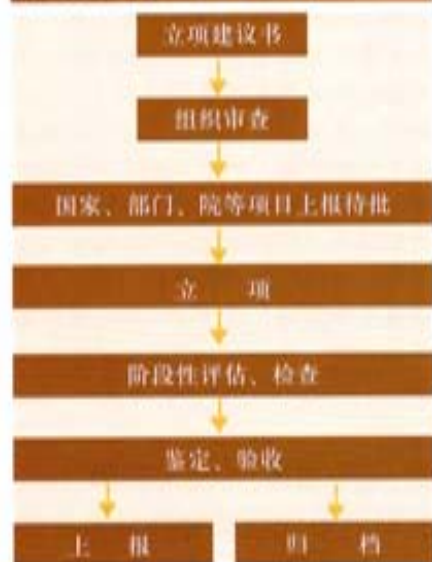 立项建议书
组织审查
国家、部门、院等项目上报待批
立 项
阶段性评估、检查
鉴定、验收
上 报 归 档